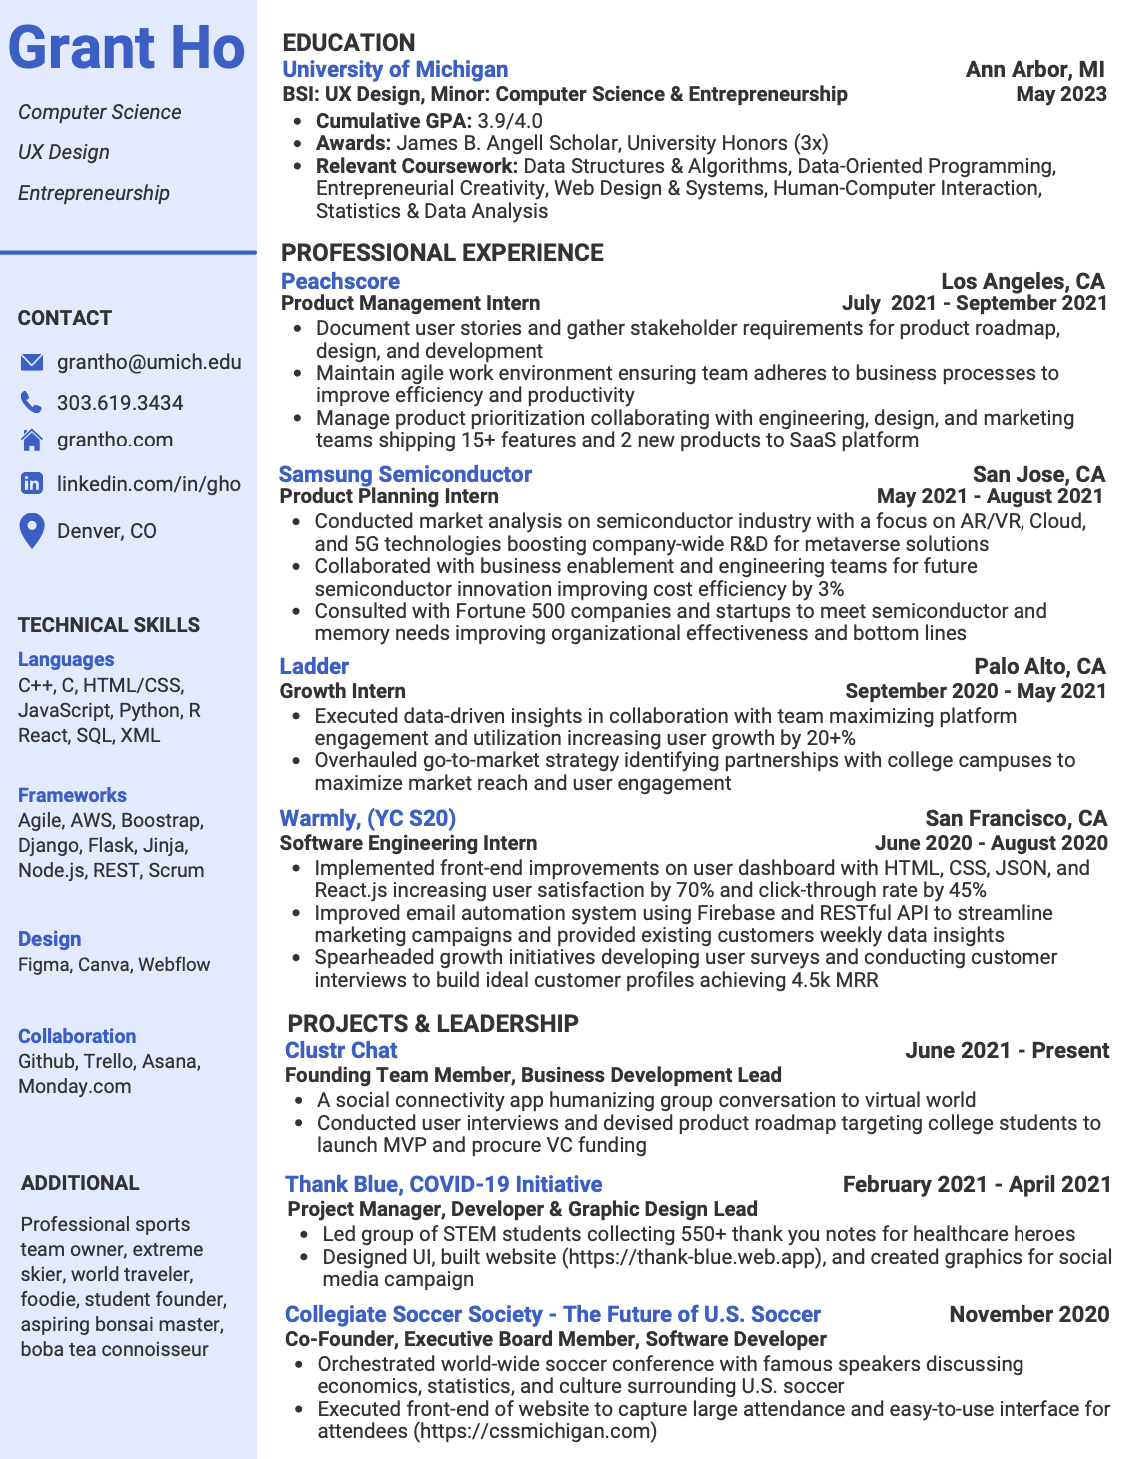 Grant Ho
Computer Science
UX Design
Entrepreneurship
CONTACT
grantho@umich.edu
303.619.3434
grantho.com
linkedin.com/in/gho
Denver, CO
TECHNICAL SKILLS
Languages
C++, C, HTML/CSS,
JavaScript, Python, R
React, SQL, XML
Frameworks
Agile, AWS, Boostrap,
Django, Flask, Jinja,
Node.js, REST, Scrum
Design
Figma, Canva, Webflow
Collaboration
Github, Trello, Asana,
Monday.com
ADDITIONAL
Professional sports
team owner, extreme
skier, world traveler,
foodie, student founder,
aspiring bonsai master,
boba tea connoisseur
EDUCATION
University of Michigan Ann Arbor, MI
BSI: UX Design, Minor: Computer Science & Entrepreneurship May 2023
• Cumulative GPA: 3.9/4.0
• Awards: James B. Angell Scholar, University Honors (3x)
• Relevant Coursework: Data Structures & Algorithms, Data-Oriented Programming,
Entrepreneurial Creativity, Web Design & Systems, Human-Computer Interaction,
Statistics & Data Analysis
PROFESSIONAL EXPERIENCE
Peachscore Los Angeles, CA
Product Management Intern July 2021 - September 2021
• Document user stories and gather stakeholder requirements for product roadmap,
design, and development
• Maintain agile work environment ensuring team adheres to business processes to
improve efficiency and productivity
• Manage product prioritization collaborating with engineering, design, and marketing
teams shipping 15+ features and 2 new products to SaaS platform
Samsung Semiconductor San Jose, CA
Product Planning Intern May 2021 - August 2021
• Conducted market analysis on semiconductor industry with a focus on AR/VR, Cloud,
and 5G technologies boosting company-wide R&D for metaverse solutions
• Collaborated with business enablement and engineering teams for future
semiconductor innovation improving cost efficiency by 3%
• Consulted with Fortune 500 companies and startups to meet semiconductor and
memory needs improving organizational effectiveness and bottom lines
Ladder Palo Alto, CA
Growth Intern September 2020 - May 2021
• Executed data-driven insights in collaboration with team maximizing platform
engagement and utilization increasing user growth by 20+%
• Overhauled go-to-market strategy identifying partnerships with college campuses to
maximize market reach and user engagement
Warmly, (YC S20) San Francisco, CA
Software Engineering Intern June 2020 - August 2020
• Implemented front-end improvements on user dashboard with HTML, CSS, JSON, and
React.js increasing user satisfaction by 70% and click-through rate by 45%
• Improved email automation system using Firebase and RESTful API to streamline
marketing campaigns and provided existing customers weekly data insights
• Spearheaded growth initiatives developing user surveys and conducting customer
interviews to build ideal customer profiles achieving 4.5k MRR
PROJECTS & LEADERSHIP
Clustr Chat June 2021 - Present
Founding Team Member, Business Development Lead
• A social connectivity app humanizing group conversation to virtual world
• Conducted user interviews and devised product roadmap targeting college students to
launch MVP and procure VC funding
Thank Blue, COVID-19 Initiative February 2021 - April 2021
Project Manager, Developer & Graphic Design Lead
• Led group of STEM students collecting 550+ thank you notes for healthcare heroes
• Designed UI, built website (https://thank-blue.web.app), and created graphics for social
media campaign
Collegiate Soccer Society - The Future of U.S. Soccer November 2020
Co-Founder, Executive Board Member, Software Developer
• Orchestrated world-wide soccer conference with famous speakers discussing
economics, statistics, and culture surrounding U.S. soccer
• Executed front-end of website to capture large attendance and easy-to-use interface for
attendees (https://cssmichigan.com)